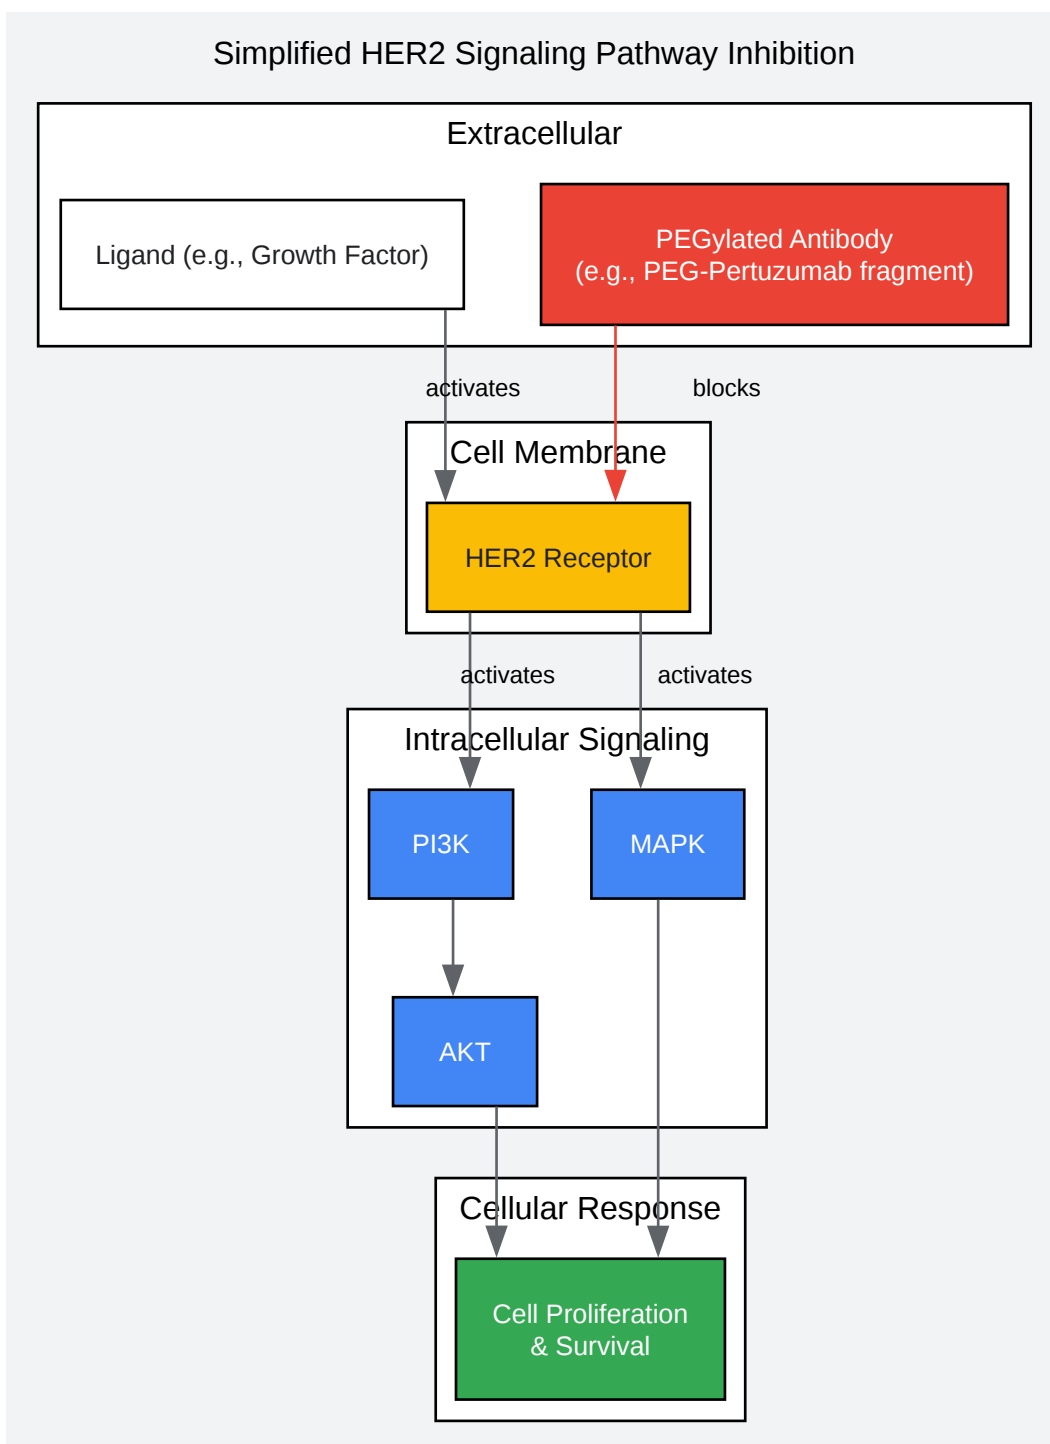 Simplified HER2 Signaling Pathway Inhibition
Extracellular
Ligand (e.g., Growth Factor)
PEGylated Antibody
(e.g., PEG-Pertuzumab fragment)
activates
blocks
Cell Membrane
HER2 Receptor
activates
activates
Intracellular Signaling
PI3K
MAPK
AKT
Cellular Response
Cell Proliferation
& Survival